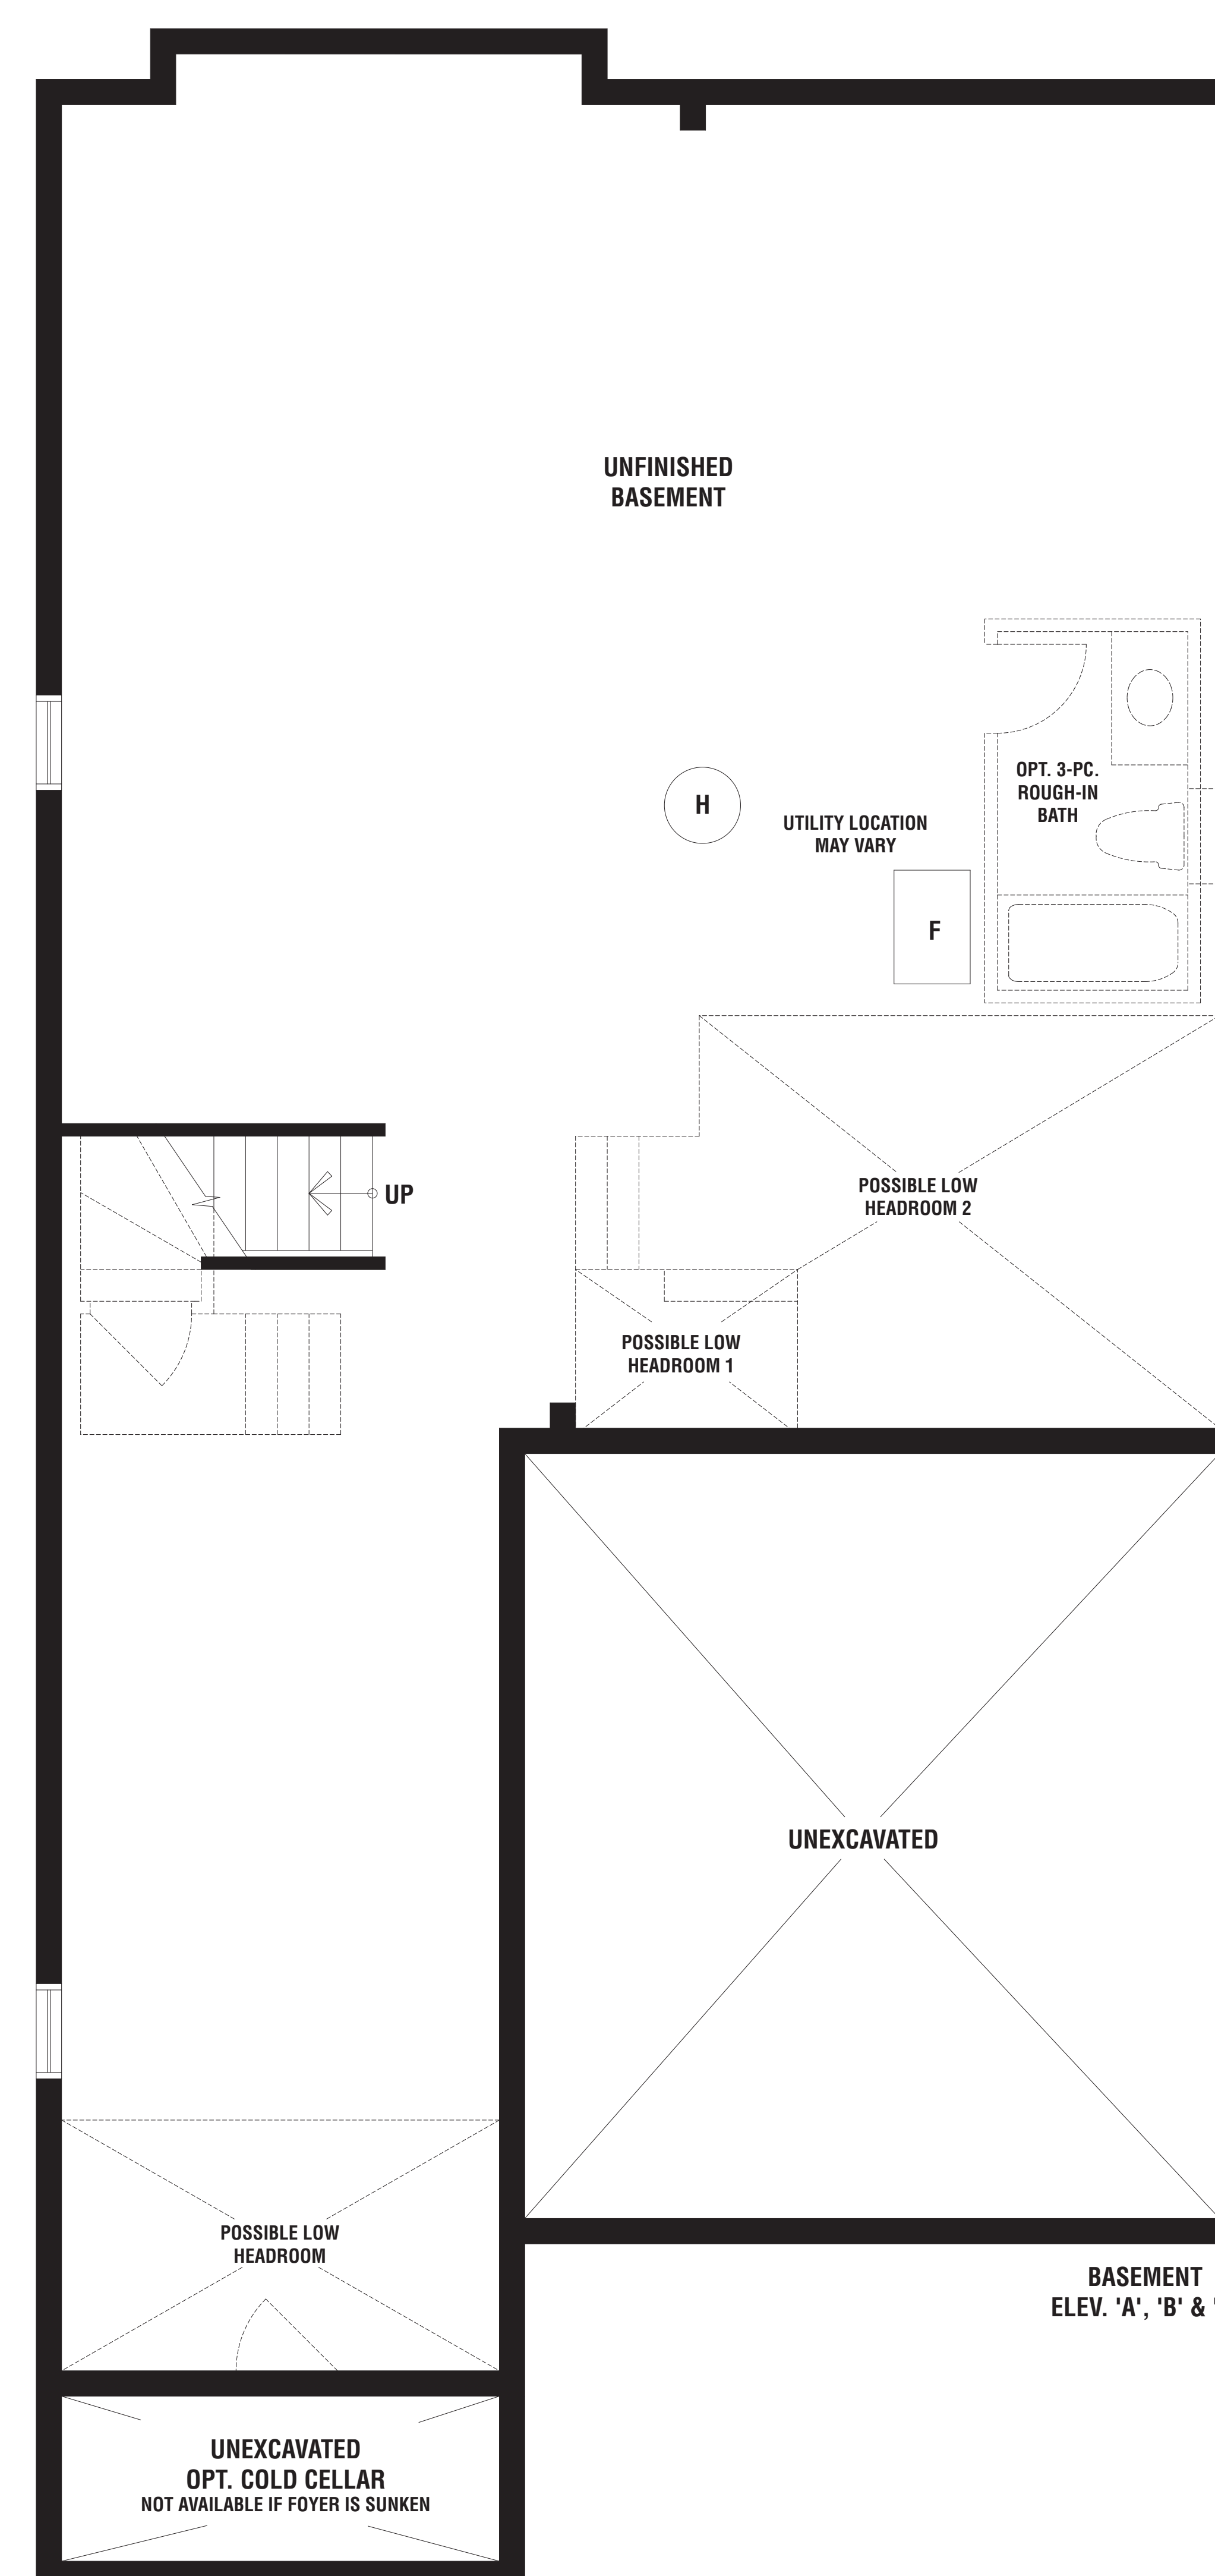 UNFINISHED
BASEMENT
OPT. 3-PC.
ROUGH-IN
BATH
H
UTILITY LOCATION
MAY VARY
F
UP
POSSIBLE LOW
HEADROOM 2
POSSIBLE LOW
HEADROOM 1
UNEXCAVATED
POSSIBLE LOW
HEADROOM
BASEMENT
ELEV. 'A', 'B' & '
UNEXCAVATED
OPT. COLD CELLAR
NOT AVAILABLE IF FOYER IS SUNKEN